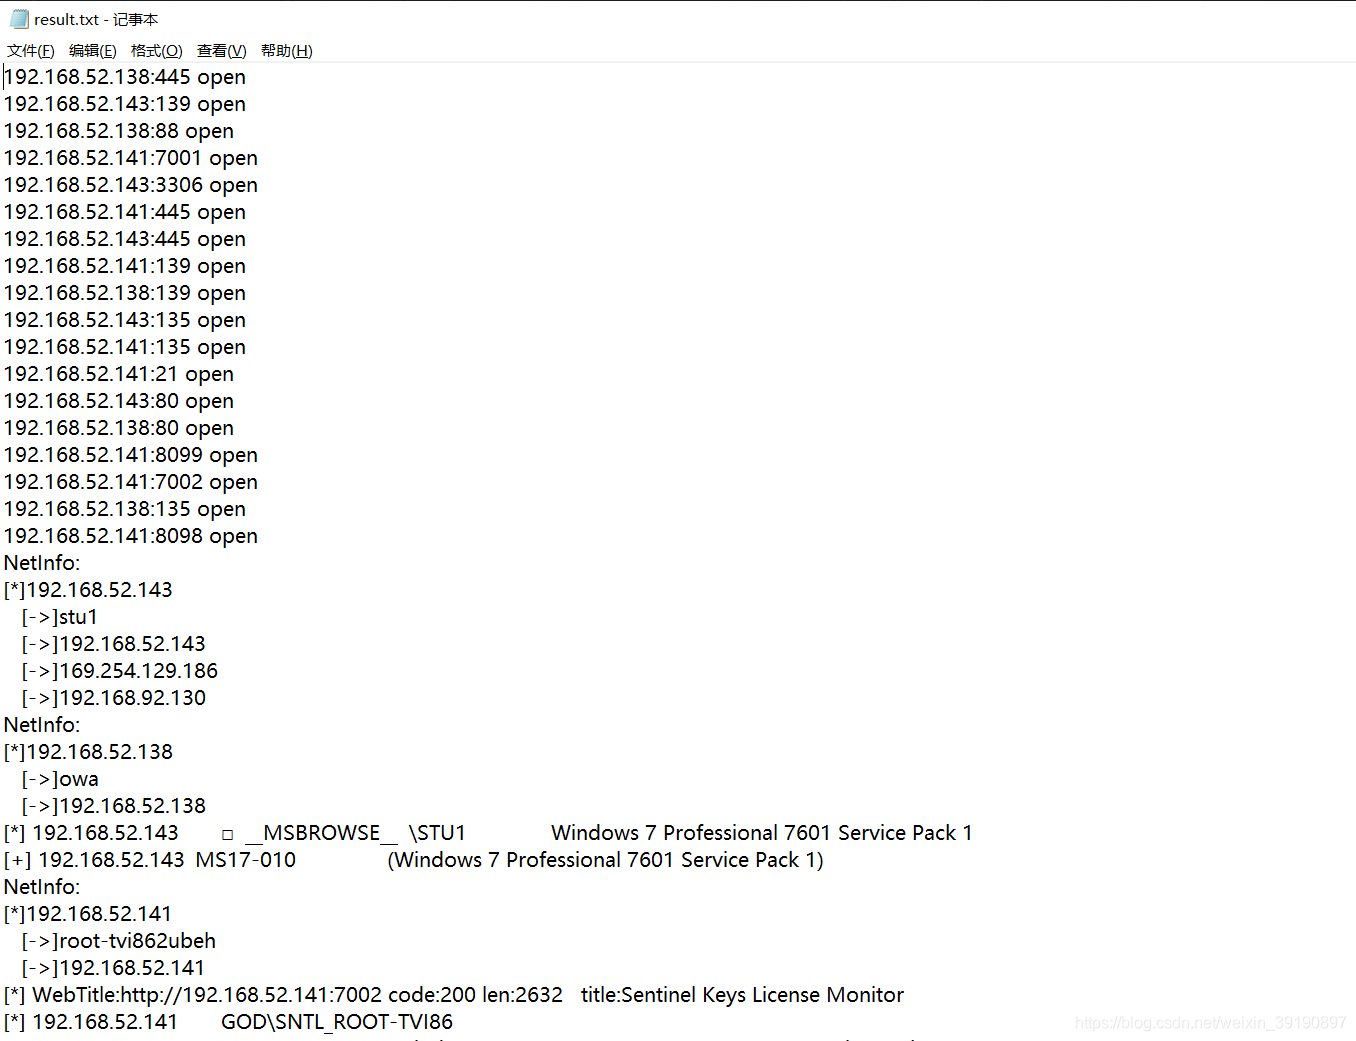 result.txt - 记事本
文件(F) 编辑(E) 格式(O) 查看(V) 帮助(H)
192.168.52.138:445 open
192.168.52.143:139 open
192.168.52.138:88 open
192.168.52.141:7001 open
192.168.52.143:3306 open
192.168.52.141:445 open
192.168.52.143:445 open
192.168.52.141:139 open
192.168.52.138:139 open
192.168.52.143:135 open
192.168.52.141:135 open
192.168.52.141:21 open
192.168.52.143:80 open
192.168.52.138:80 open
192.168.52.141:8099 open
192.168.52.141:7002 open
192.168.52.138:135 open
192.168.52.141:8098 open
NetInfo:
[*]192.168.52.143
[->]stu1
[->]192.168.52.143
[->]169.254.129.186
[->]192.168.92.130
NetInfo:
[*]192.168.52.138
[->]owa
[->]192.168.52.138
[*] 192.168.52.143 □ __MSBROWSE__ \STU1 Windows 7 Professional 7601 Service Pack 1
[+] 192.168.52.143 MS17-010 (Windows 7 Professional 7601 Service Pack 1)
NetInfo:
[*]192.168.52.141
[->]root-tvi862ubeh
[->]192.168.52.141
[*] WebTitle:http://192.168.52.141:7002 code:200 len:2632 title:Sentinel Keys License Monitor
[*] 192.168.52.141 GOD\SNTL_ROOT-TVI86
https://blog.csdn.net/weixin_39190897